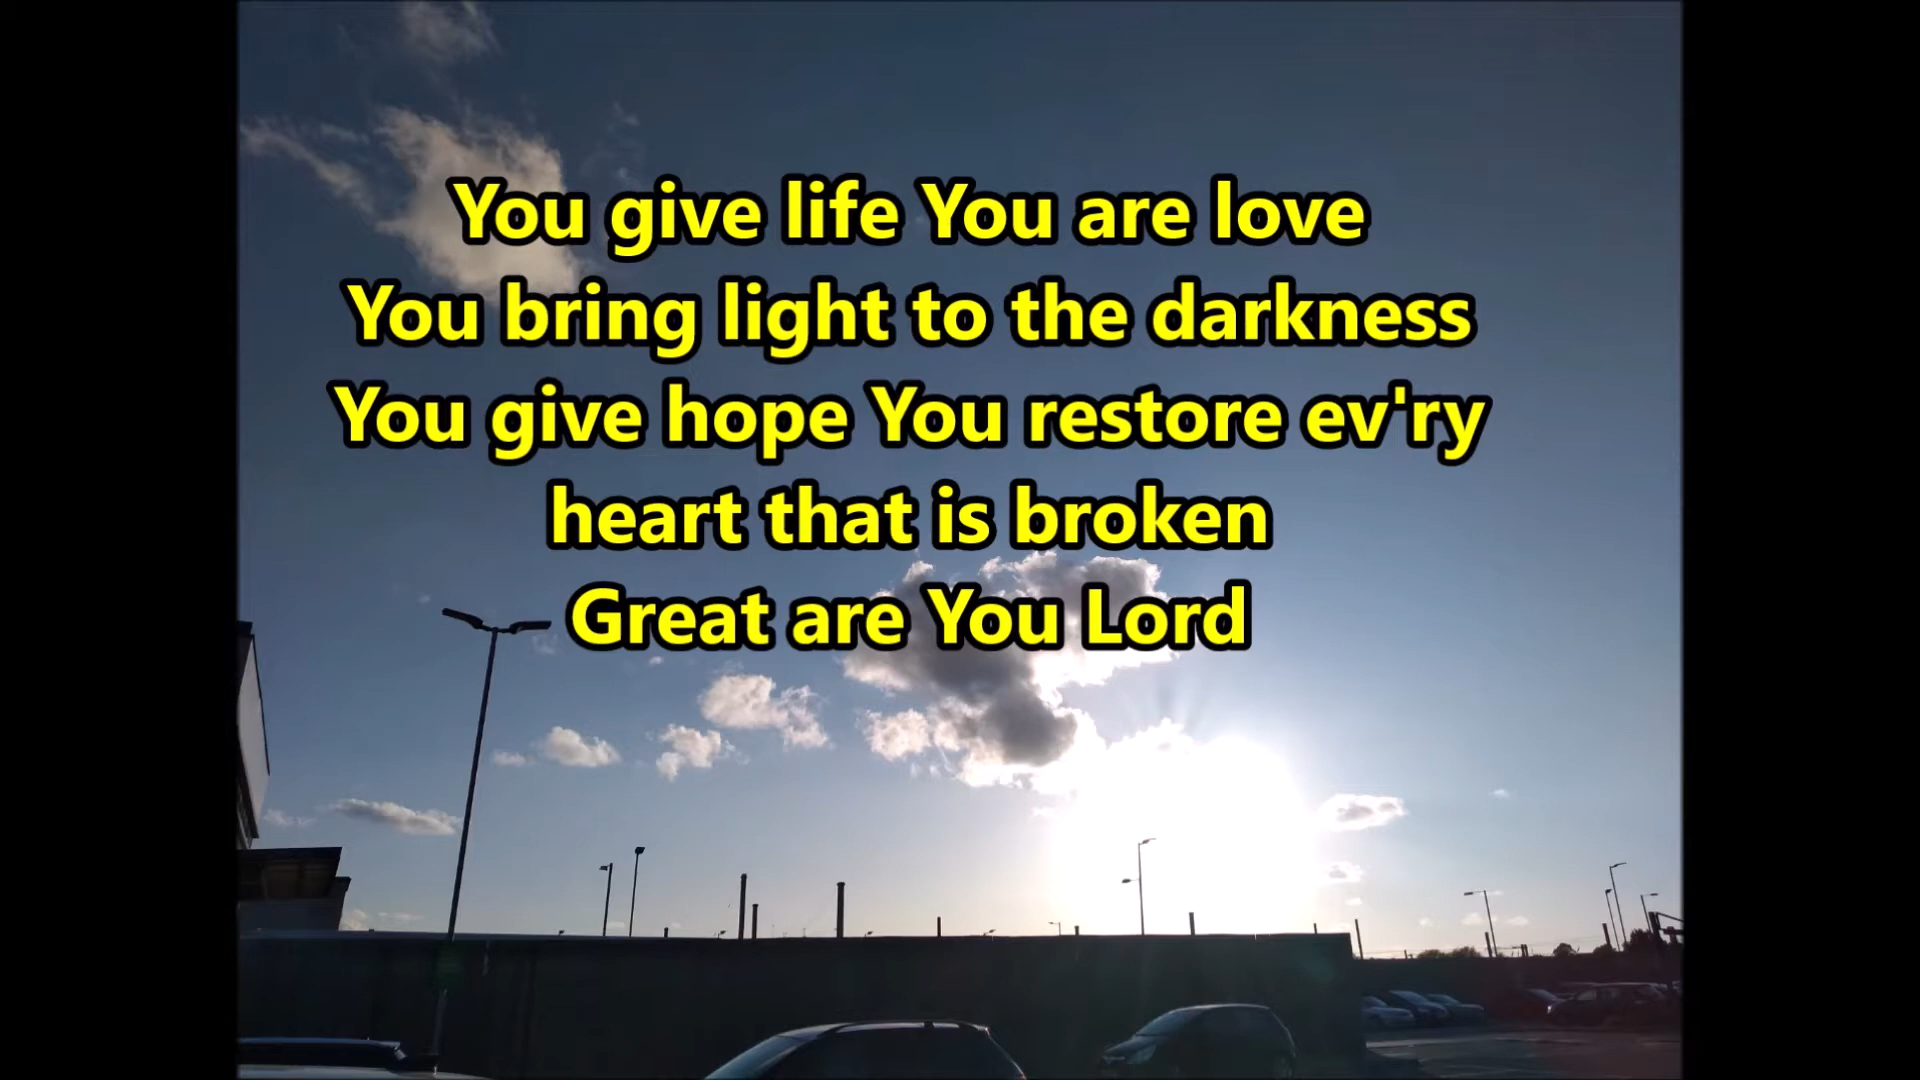 You give life You are love
You bring light to the darkness
You give hope You restore ev'ry
heart that is broken
Great are You Lord